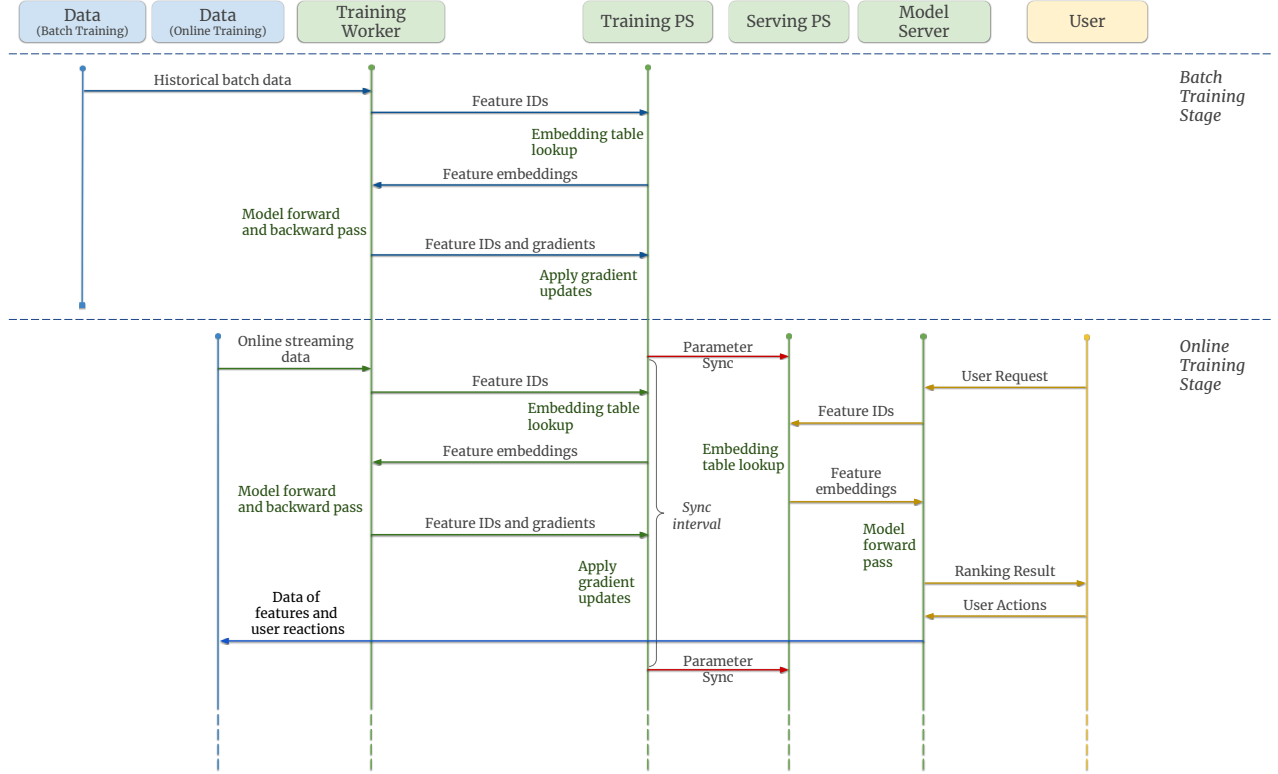 Data
(Batch Training)
Data
(Online Training)
Training
Worker
Training PS
Serving PS
Model
Server
User
Batch
Training
Stage
Historical batch data
Feature IDs
Embedding table
lookup
Feature embeddings
Model forward
and backward pass
Feature IDs and gradients
Apply gradient
updates
Online
Training
Stage
Online streaming
data
Parameter
Sync
User Request
Feature IDs
Feature IDs
Embedding table
lookup
Feature embeddings
Embedding
table lookup
Feature
embeddings
Model forward
and backward pass
Sync
interval
Feature IDs and gradients
Model
forward
pass
Apply
gradient
updates
Ranking Result
Data of
features and
user reactions
User Actions
Parameter
Sync